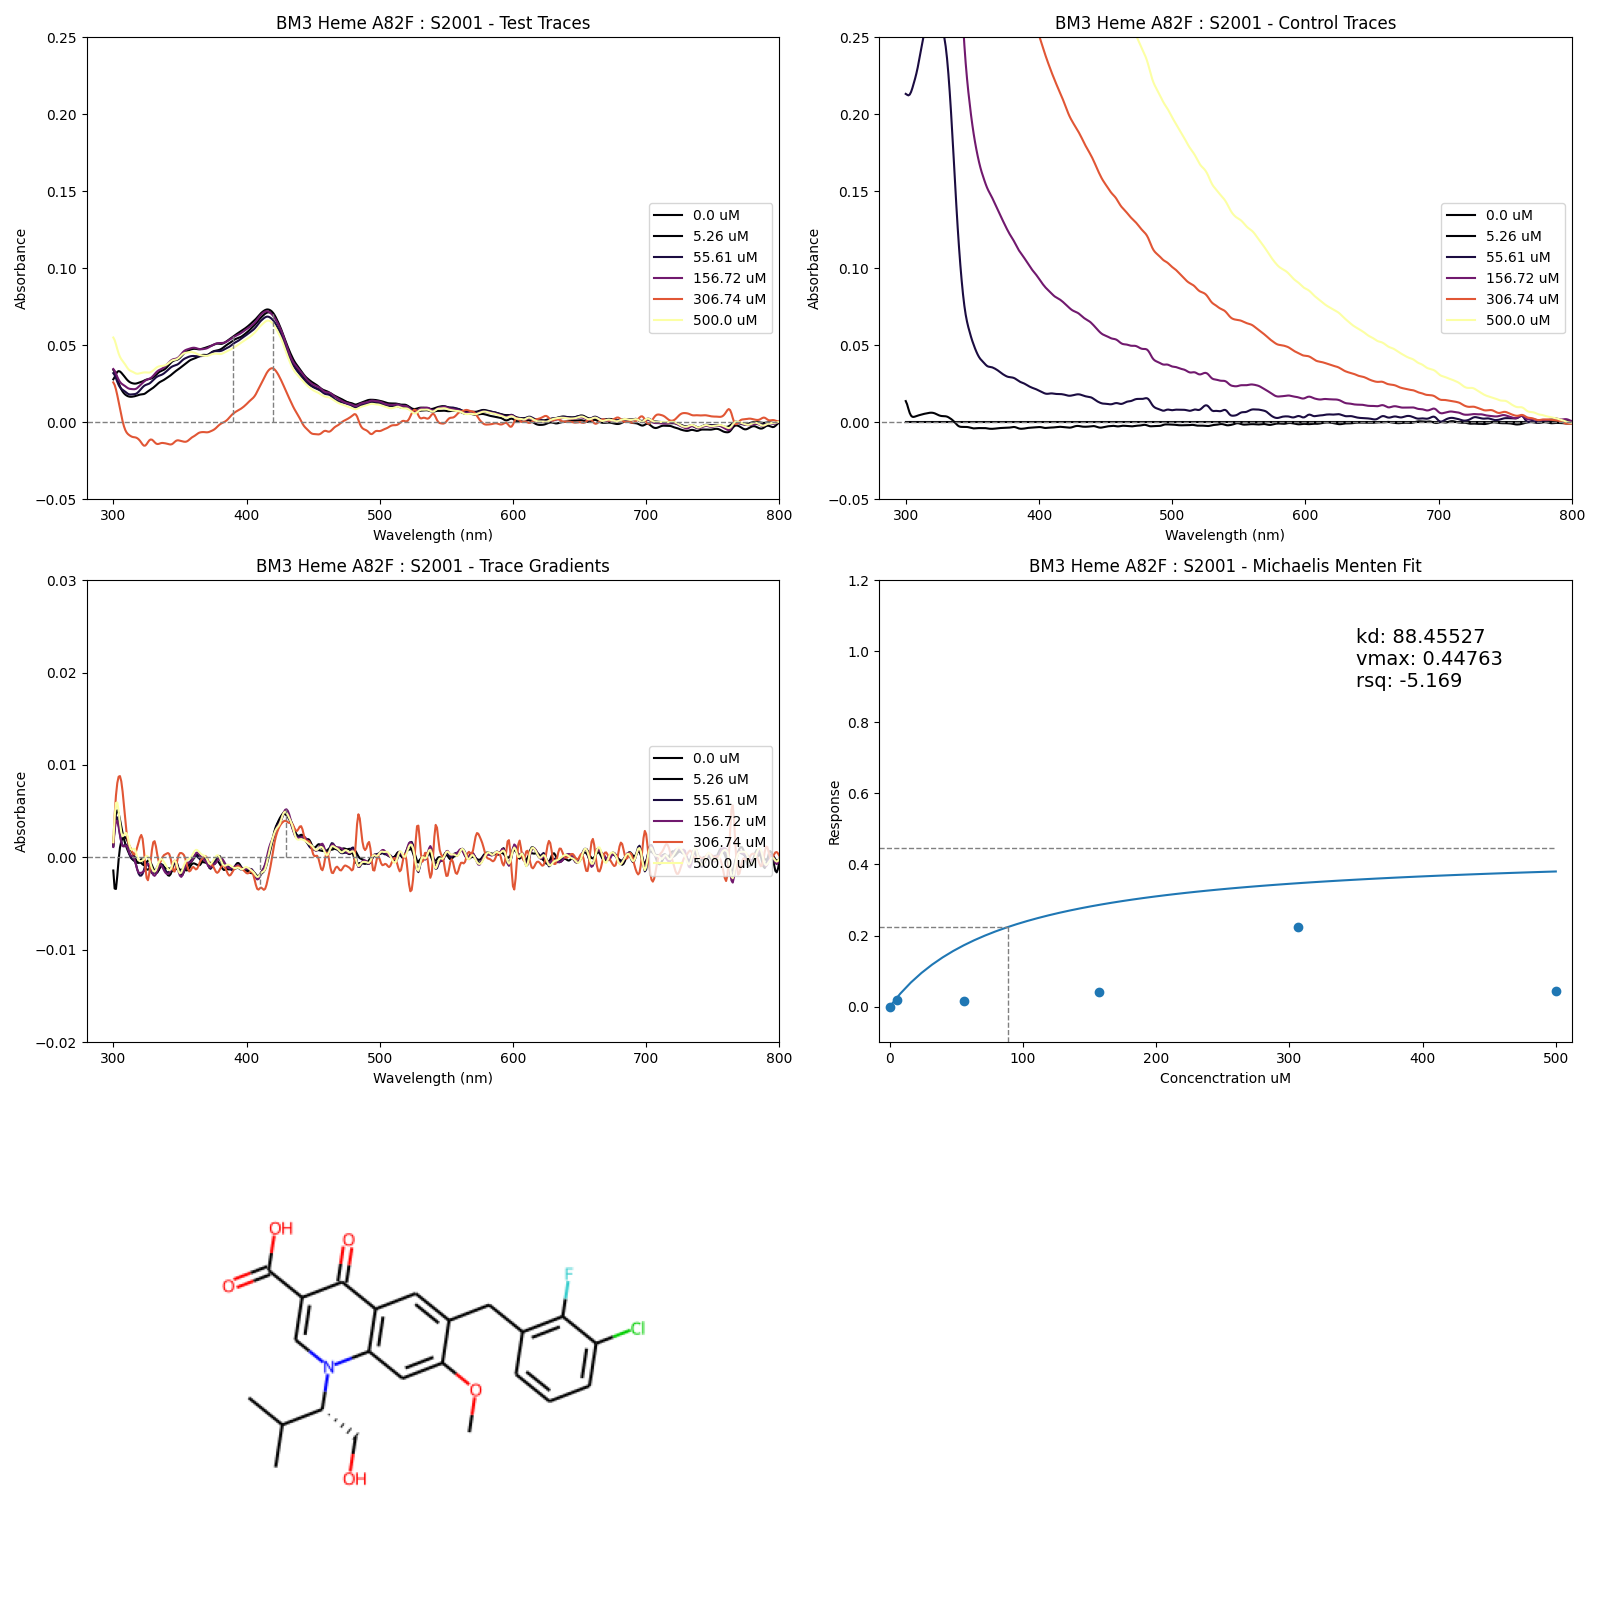 BM3 Heme A82F : S2001 - Test Traces
0.25
0.20
0.15
0.10
0.05
0.00
−0.05
Absorbance
300 400 500 600 700 800
Wavelength (nm)
0.0 uM
5.26 uM
55.61 uM
156.72 uM
306.74 uM
500.0 uM
BM3 Heme A82F : S2001 - Control Traces
0.25
0.20
0.15
0.10
0.05
0.00
−0.05
Absorbance
300 400 500 600 700 800
Wavelength (nm)
0.0 uM
5.26 uM
55.61 uM
156.72 uM
306.74 uM
500.0 uM
BM3 Heme A82F : S2001 - Trace Gradients
0.03
0.02
0.01
0.00
−0.01
−0.02
Absorbance
300 400 500 600 700 800
Wavelength (nm)
0.0 uM
5.26 uM
55.61 uM
156.72 uM
306.74 uM
500.0 uM
BM3 Heme A82F : S2001 - Michaelis Menten Fit
1.2
1.0
0.8
0.6
0.4
0.2
0.0
Response
0 100 200 300 400 500
Concenctration uM
kd: 88.45527
vmax: 0.44763
rsq: -5.169
OH
O
O
F
Cl
N
O
OH